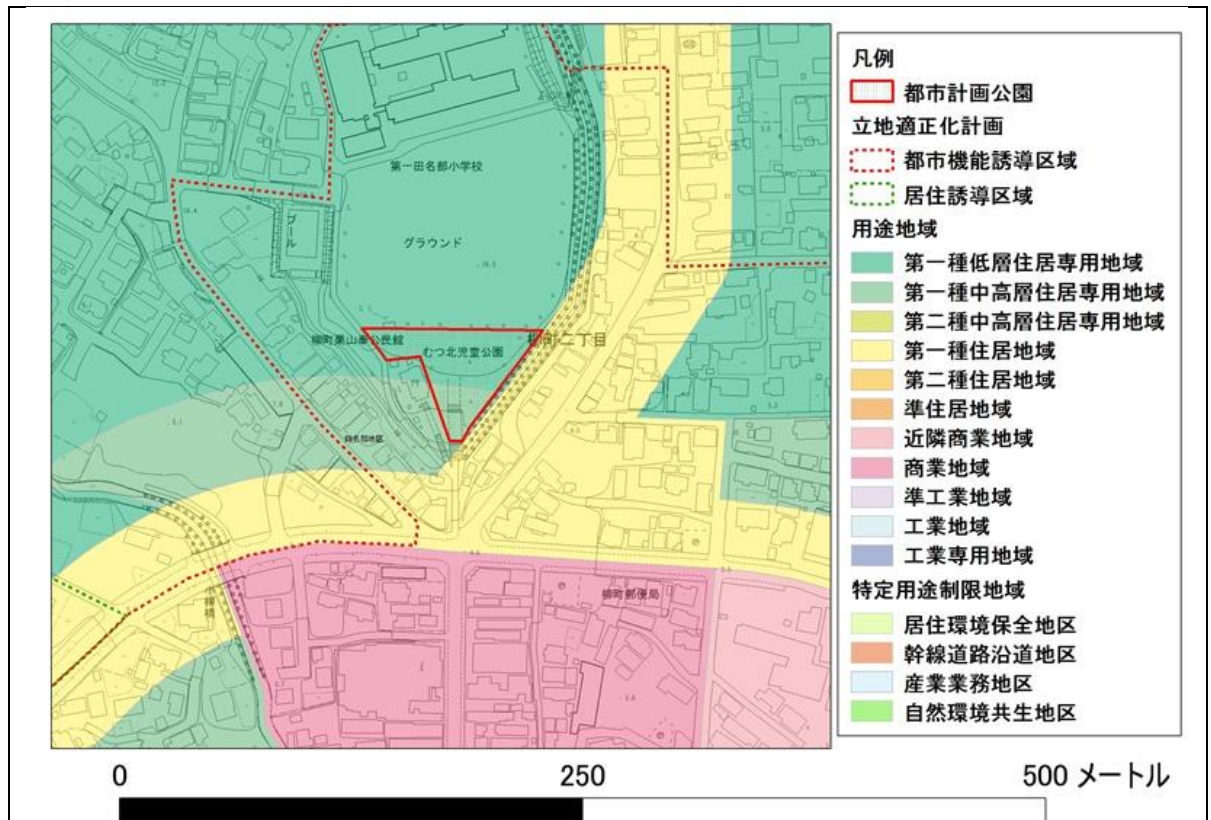 第一田名部小学校
プール
グラウンド
柳町栗山奉公民館
むつ北児童公園
柳町二丁目
柳町郵便局
凡例
都市計画公園
立地適正化計画
都市機能誘導区域
居住誘導区域
用途地域
第一種低層住居専用地域
第一種中高層住居専用地域
第二種中高層住居専用地域
第一種住居地域
第二種住居地域
準住居地域
近隣商業地域
商業地域
準工業地域
工業地域
工業専用地域
特定用途制限地域
居住環境保全地区
幹線道路沿道地区
産業業務地区
自然環境共生地区
0 250 500 メートル